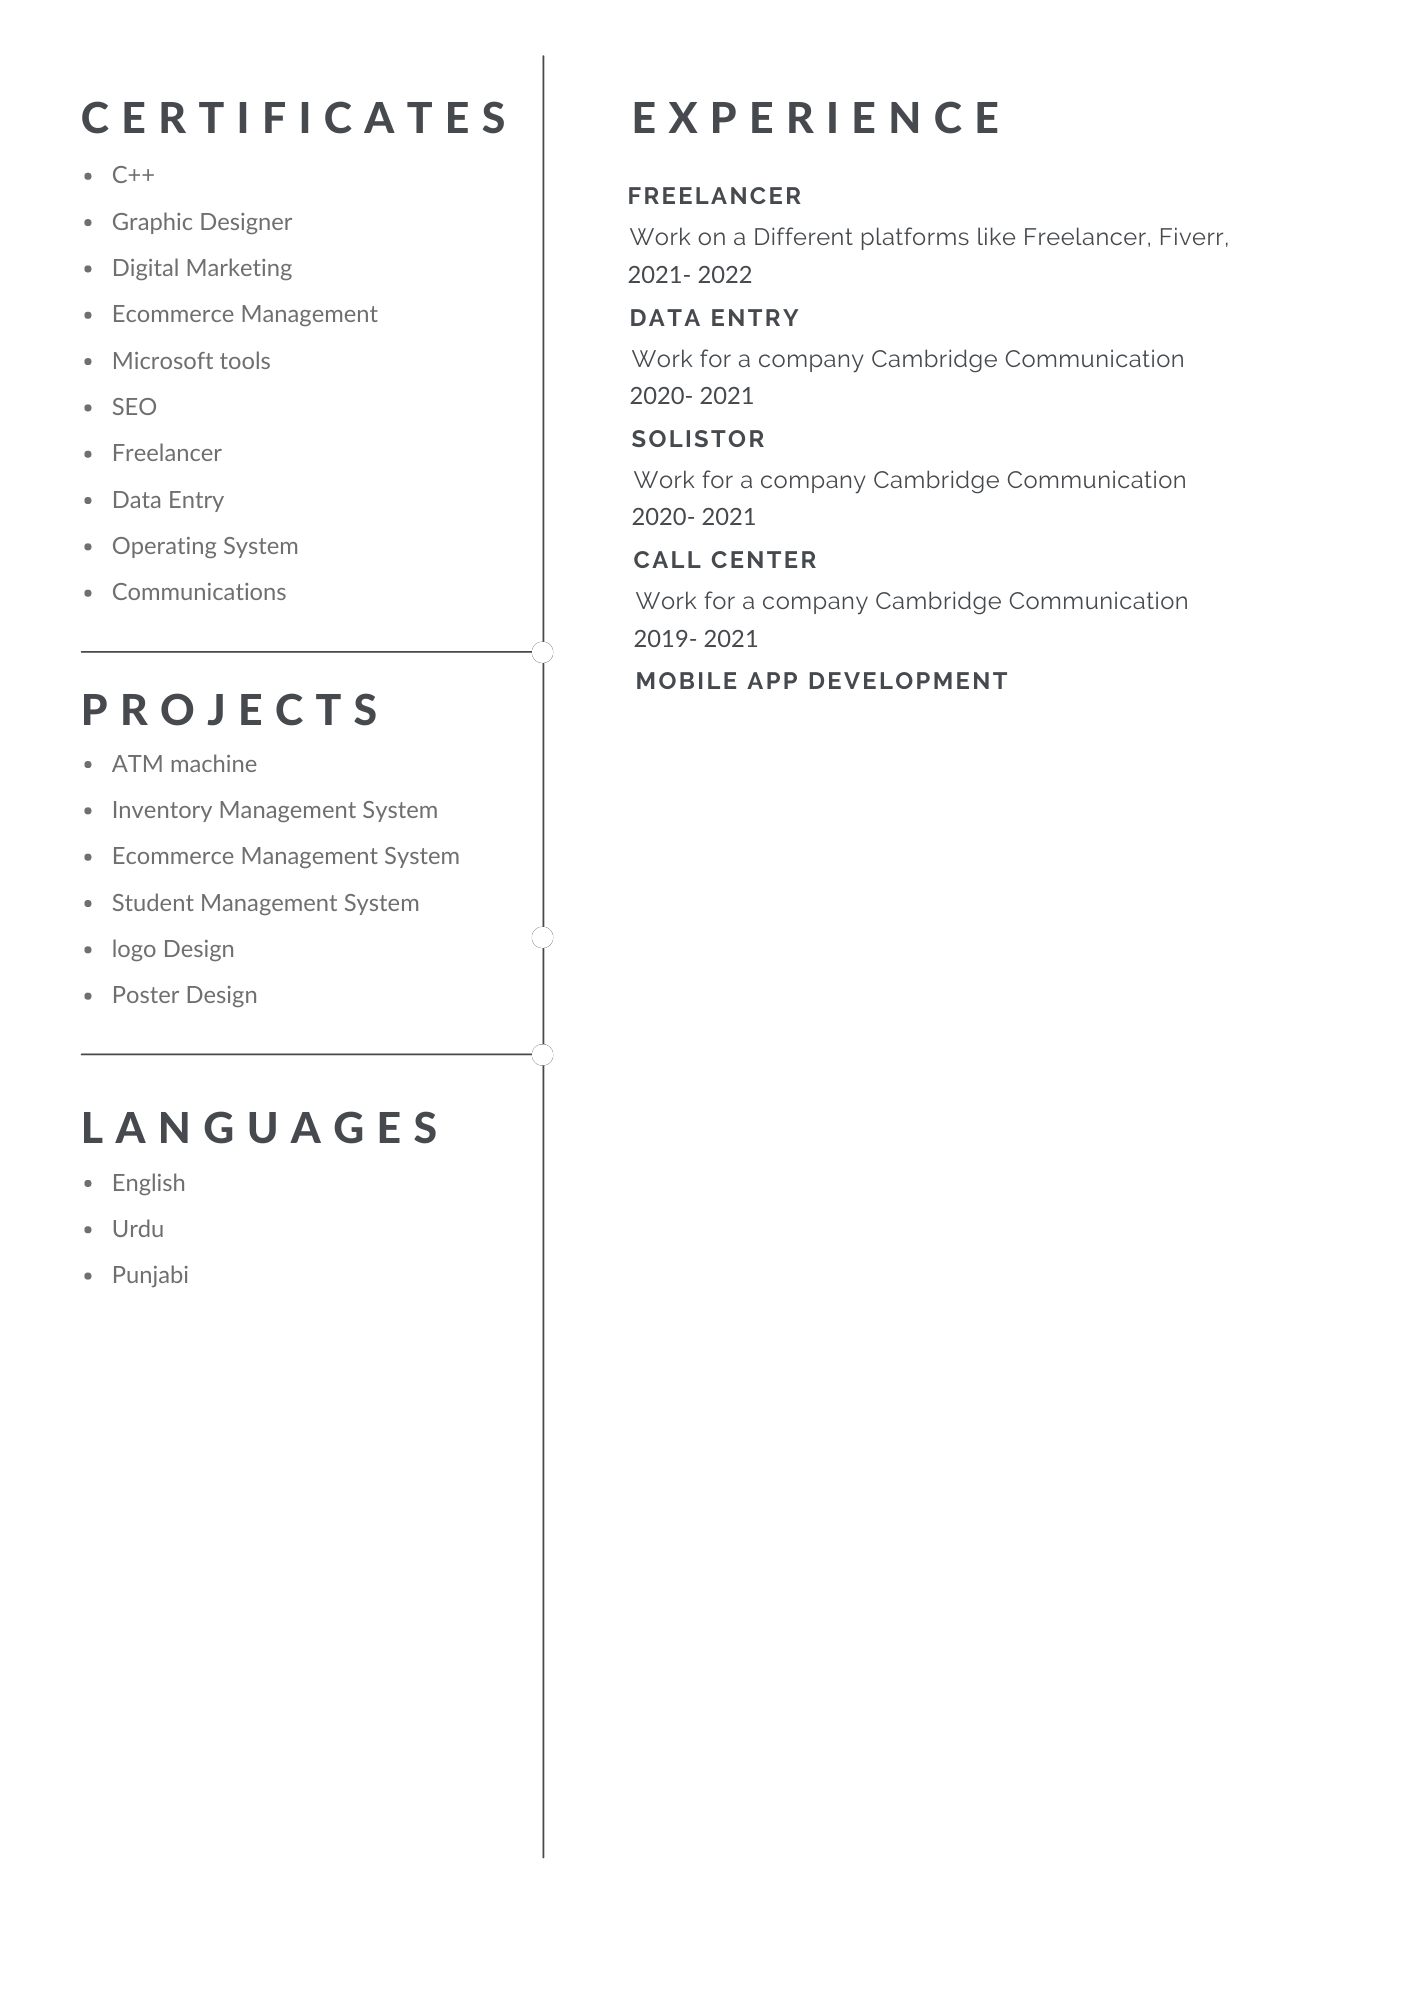 CERTIFICATES
C++
Graphic Designer
Digital Marketing
Ecommerce Management
Microsoft tools
SEO
Freelancer
Data Entry
Operating System
Communications
PROJECTS
ATM machine
Inventory Management System
Ecommerce Management System
Student Management System
logo Design
Poster Design
LANGUAGES
English
Urdu
Punjabi
EXPERIENCE
FREELANCER
Work on a Different platforms like Freelancer, Fiverr,
2021- 2022
DATA ENTRY
Work for a company Cambridge Communication
2020- 2021
SOLISTOR
Work for a company Cambridge Communication
2020- 2021
CALL CENTER
Work for a company Cambridge Communication
2019- 2021
MOBILE APP DEVELOPMENT